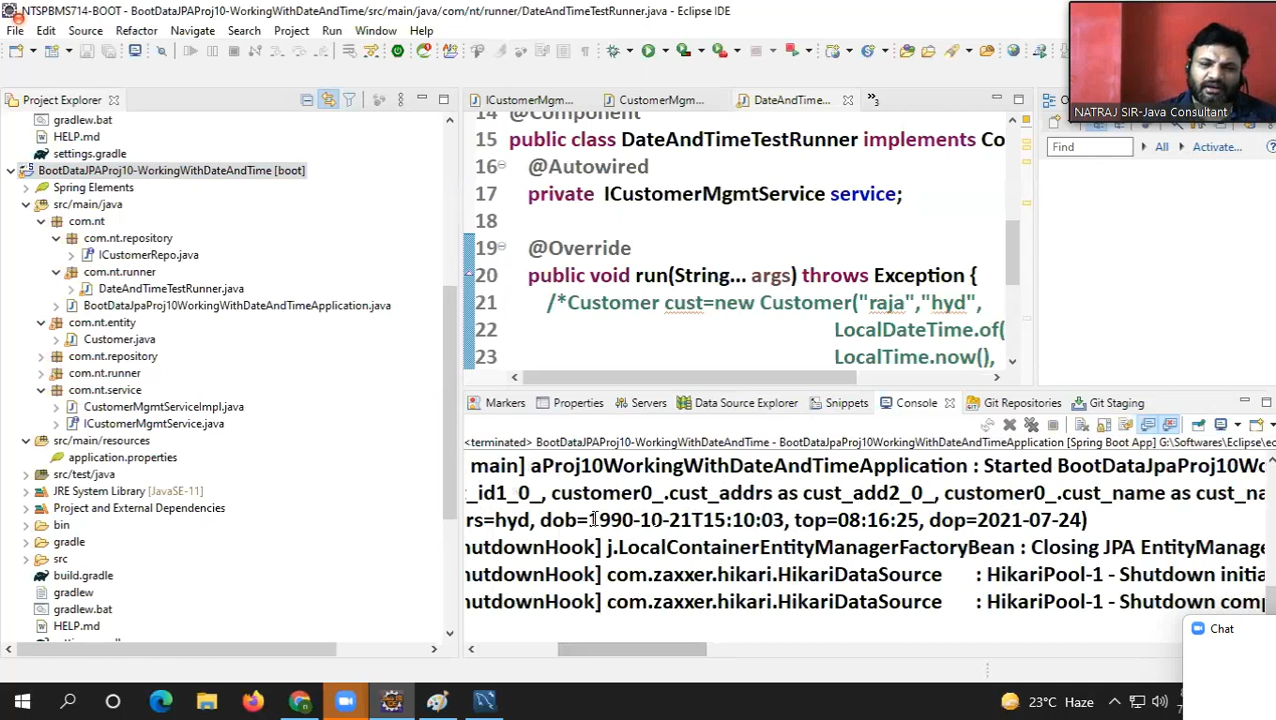 NTSPBMS714-BOOT - BootDataJPAProj10-WorkingWithDateAndTime/src/main/java/com/nt/runner/DateAndTimeTestRunner.java - Eclipse IDE
File Edit Source Refactor Navigate Search Project Run Window Help
NATRAJ SIR-Java Consultant
Project Explorer
gradlew.bat
HELP.md
settings.gradle
BootDataJPAProj10-WorkingWithDateAndTime [boot]
Spring Elements
src/main/java
com.nt
com.nt.repository
ICustomerRepo.java
com.nt.runner
DateAndTimeTestRunner.java
BootDataJpaProj10WorkingWithDateAndTimeApplication.java
com.nt.entity
Customer.java
com.nt.repository
com.nt.runner
com.nt.service
CustomerMgmtServiceImpl.java
ICustomerMgmtService.java
src/main/resources
application.properties
src/test/java
JRE System Library [JavaSE-11]
Project and External Dependencies
bin
gradle
src
build.gradle
gradlew
gradlew.bat
HELP.md
ICustomerMgm... CustomerMgm... DateAndTime... »3
14 @Component
15 public class DateAndTimeTestRunner implements Co
16 @Autowired
17 private ICustomerMgmtService service;
18
19 @Override
20 public void run(String... args) throws Exception {
21 /*Customer cust=new Customer("raja","hyd",
22 LocalDateTime.of(
23 LocalTime.now(),
Find All Activate...
Markers Properties Servers Data Source Explorer Snippets Console Git Repositories Git Staging
<terminated> BootDataJPAProj10-WorkingWithDateAndTime - BootDataJpaProj10WorkingWithDateAndTimeApplication [Spring Boot App] G:\Softwares\Eclipse\
main] aProj10WorkingWithDateAndTimeApplication : Started BootDataJpaProj10Wo
_id1_0_, customer0_.cust_addrs as cust_add2_0_, customer0_.cust_name as cust_na
rs=hyd, dob=1990-10-21T15:10:03, top=08:16:25, dop=2021-07-24)
hutdownHook] j.LocalContainerEntityManagerFactoryBean : Closing JPA EntityManage
hutdownHook] com.zaxxer.hikari.HikariDataSource : HikariPool-1 - Shutdown initia
hutdownHook] com.zaxxer.hikari.HikariDataSource : HikariPool-1 - Shutdown comp
Chat
23°C Haze